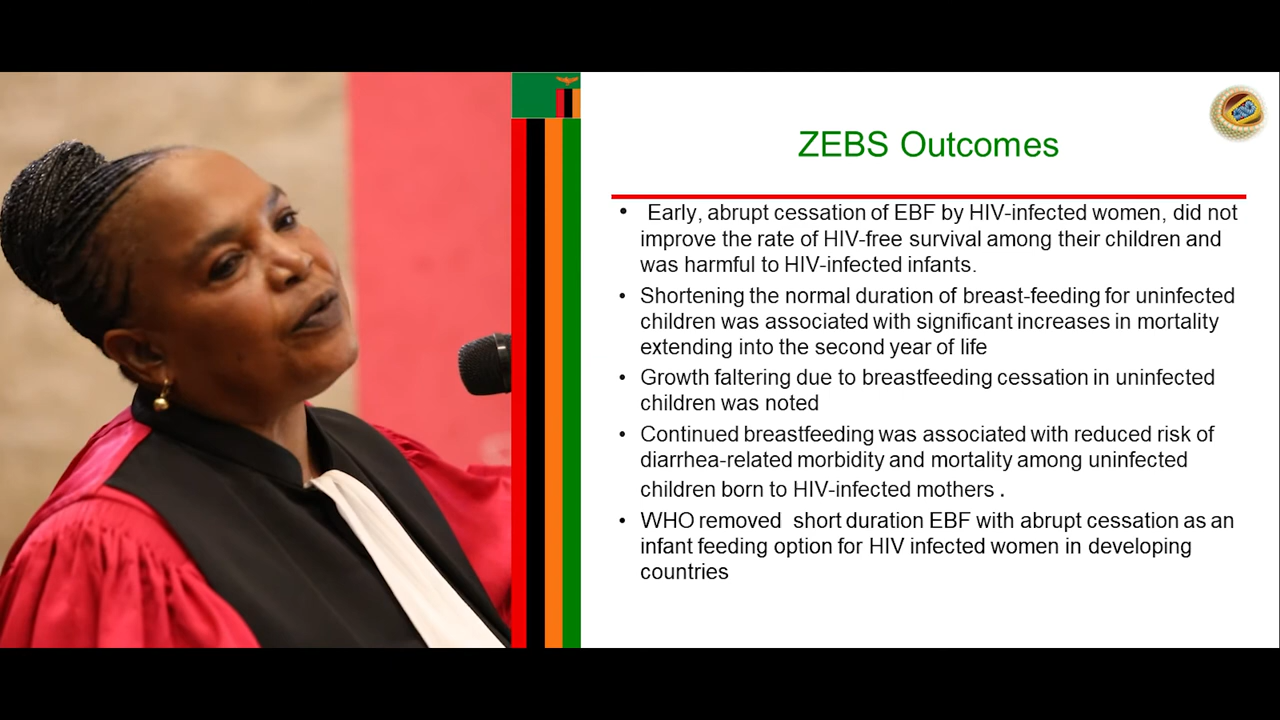 ZEBS Outcomes
• Early, abrupt cessation of EBF by HIV-infected women, did not
improve the rate of HIV-free survival among their children and
was harmful to HIV-infected infants.
• Shortening the normal duration of breast-feeding for uninfected
children was associated with significant increases in mortality
extending into the second year of life
• Growth faltering due to breastfeeding cessation in uninfected
children was noted
• Continued breastfeeding was associated with reduced risk of
diarrhea-related morbidity and mortality among uninfected
children born to HIV-infected mothers .
• WHO removed  short duration EBF with abrupt cessation as an
infant feeding option for HIV infected women in developing
countries